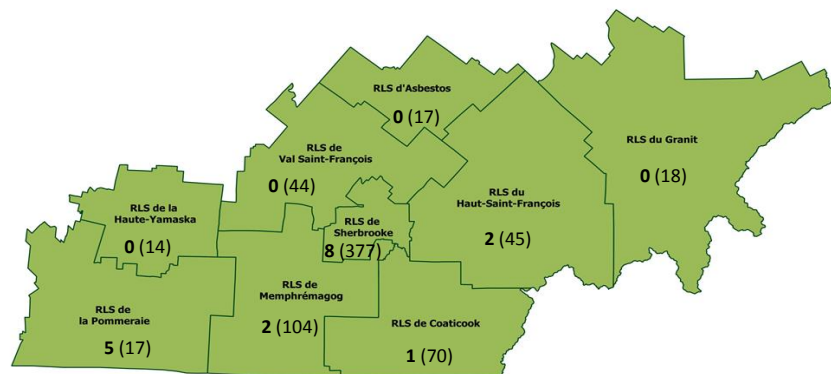 RLS d'Asbestos
0 (17)
RLS du Granit
0 (18)
RLS de
Val Saint-François
0 (44)
RLS du
Haut-Saint-François
2 (45)
RLS de la
Haute-Yamaska
0 (14)
RLS de
Sherbrooke
8 (377)
RLS de
Memphrémagog
2 (104)
RLS de
la Pommeraie
5 (17)
RLS de Coaticook
1 (70)